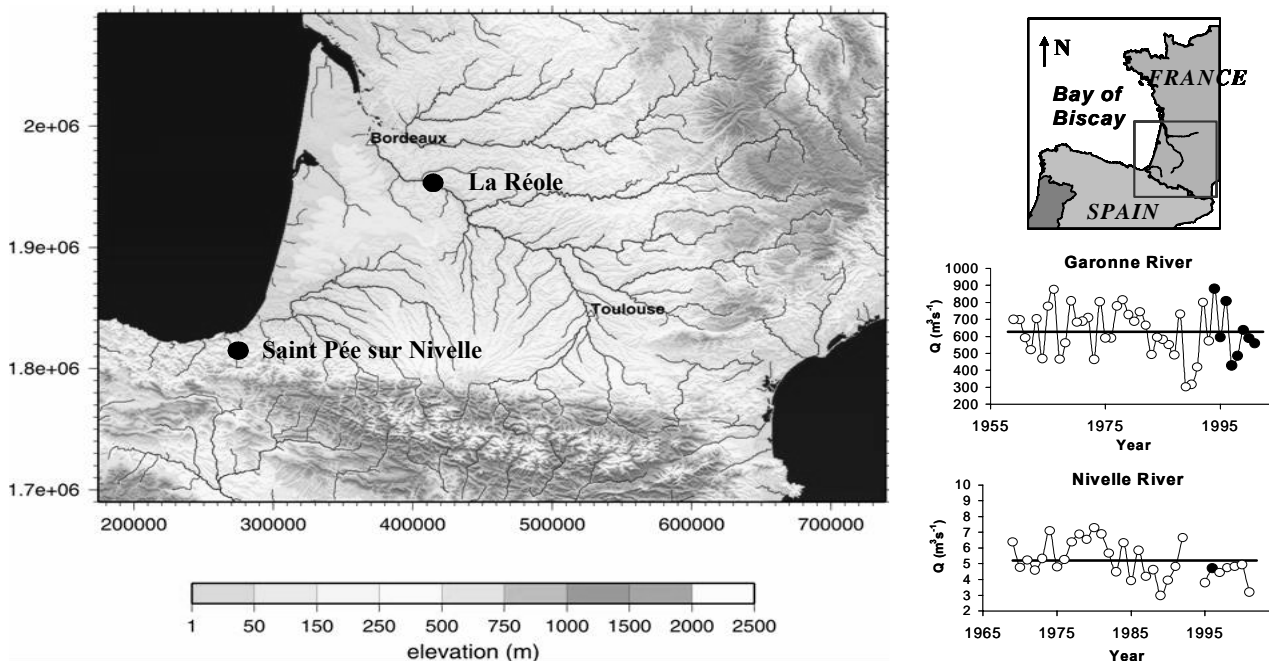 2e+06
1.9e+06
1.8e+06
1.7e+06
200000 300000 400000 500000 600000 700000
Bordeaux
La Réole
Toulouse
Saint Pée sur Nivelle
1 50 150 250 500 750 1000 1500 2000 2500
elevation (m)
N
FRANCE
Bay of
Biscay
SPAIN
Garonne River
Q (m³s⁻¹)
1000
900
800
700
600
500
400
300
200
1955 1975 1995
Year
Nivelle River
Q (m³s⁻¹)
10
9
8
7
6
5
4
3
2
1965 1975 1985 1995
Year